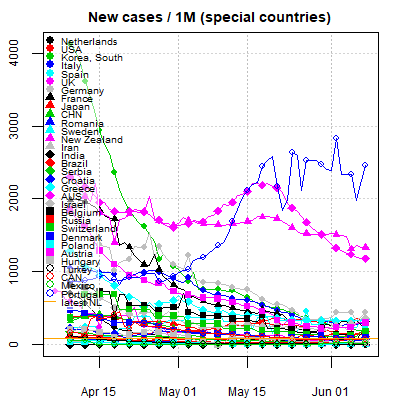 New cases / 1M (special countries)
4000
3000
2000
1000
0
Netherlands
USA
Korea, South
Italy
Spain
UK
Germany
France
Japan
CHN
Romania
Sweden
New Zealand
Iran
India
Brazil
Serbia
Croatia
Greece
AUS
Israel
Belgium
Russia
Switzerland
Denmark
Poland
Austria
Hungary
Turkey
CAN
Mexico
Portugal
latestNL
Apr 15
May 01
May 15
Jun 01